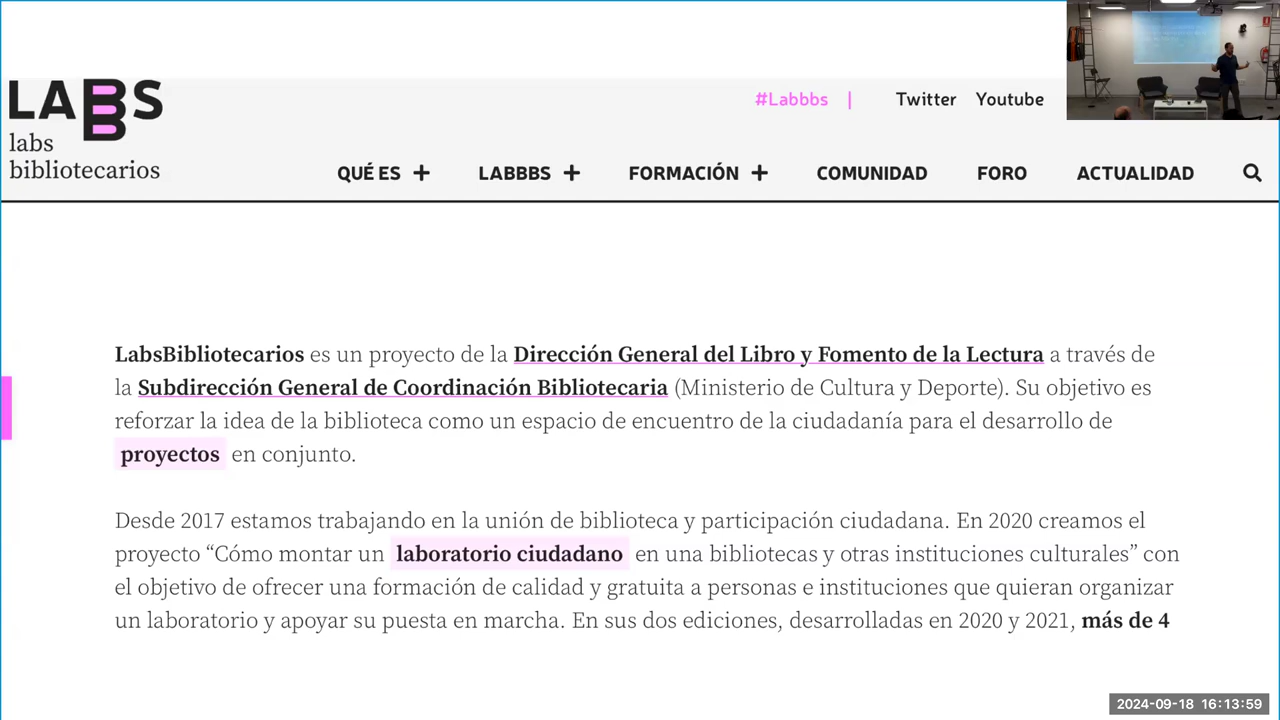 LABS
labs
bibliotecarios
#Labbbs | Twitter Youtube
QUÉ ES + LABBBS + FORMACIÓN + COMUNIDAD FORO ACTUALIDAD
LabsBibliotecarios es un proyecto de la Dirección General del Libro y Fomento de la Lectura a través de
la Subdirección General de Coordinación Bibliotecaria (Ministerio de Cultura y Deporte). Su objetivo es
reforzar la idea de la biblioteca como un espacio de encuentro de la ciudadanía para el desarrollo de
proyectos en conjunto.
Desde 2017 estamos trabajando en la unión de biblioteca y participación ciudadana. En 2020 creamos el
proyecto “Cómo montar un laboratorio ciudadano en una bibliotecas y otras instituciones culturales” con
el objetivo de ofrecer una formación de calidad y gratuita a personas e instituciones que quieran organizar
un laboratorio y apoyar su puesta en marcha. En sus dos ediciones, desarrolladas en 2020 y 2021, más de 4
2024-09-18 16:13:59